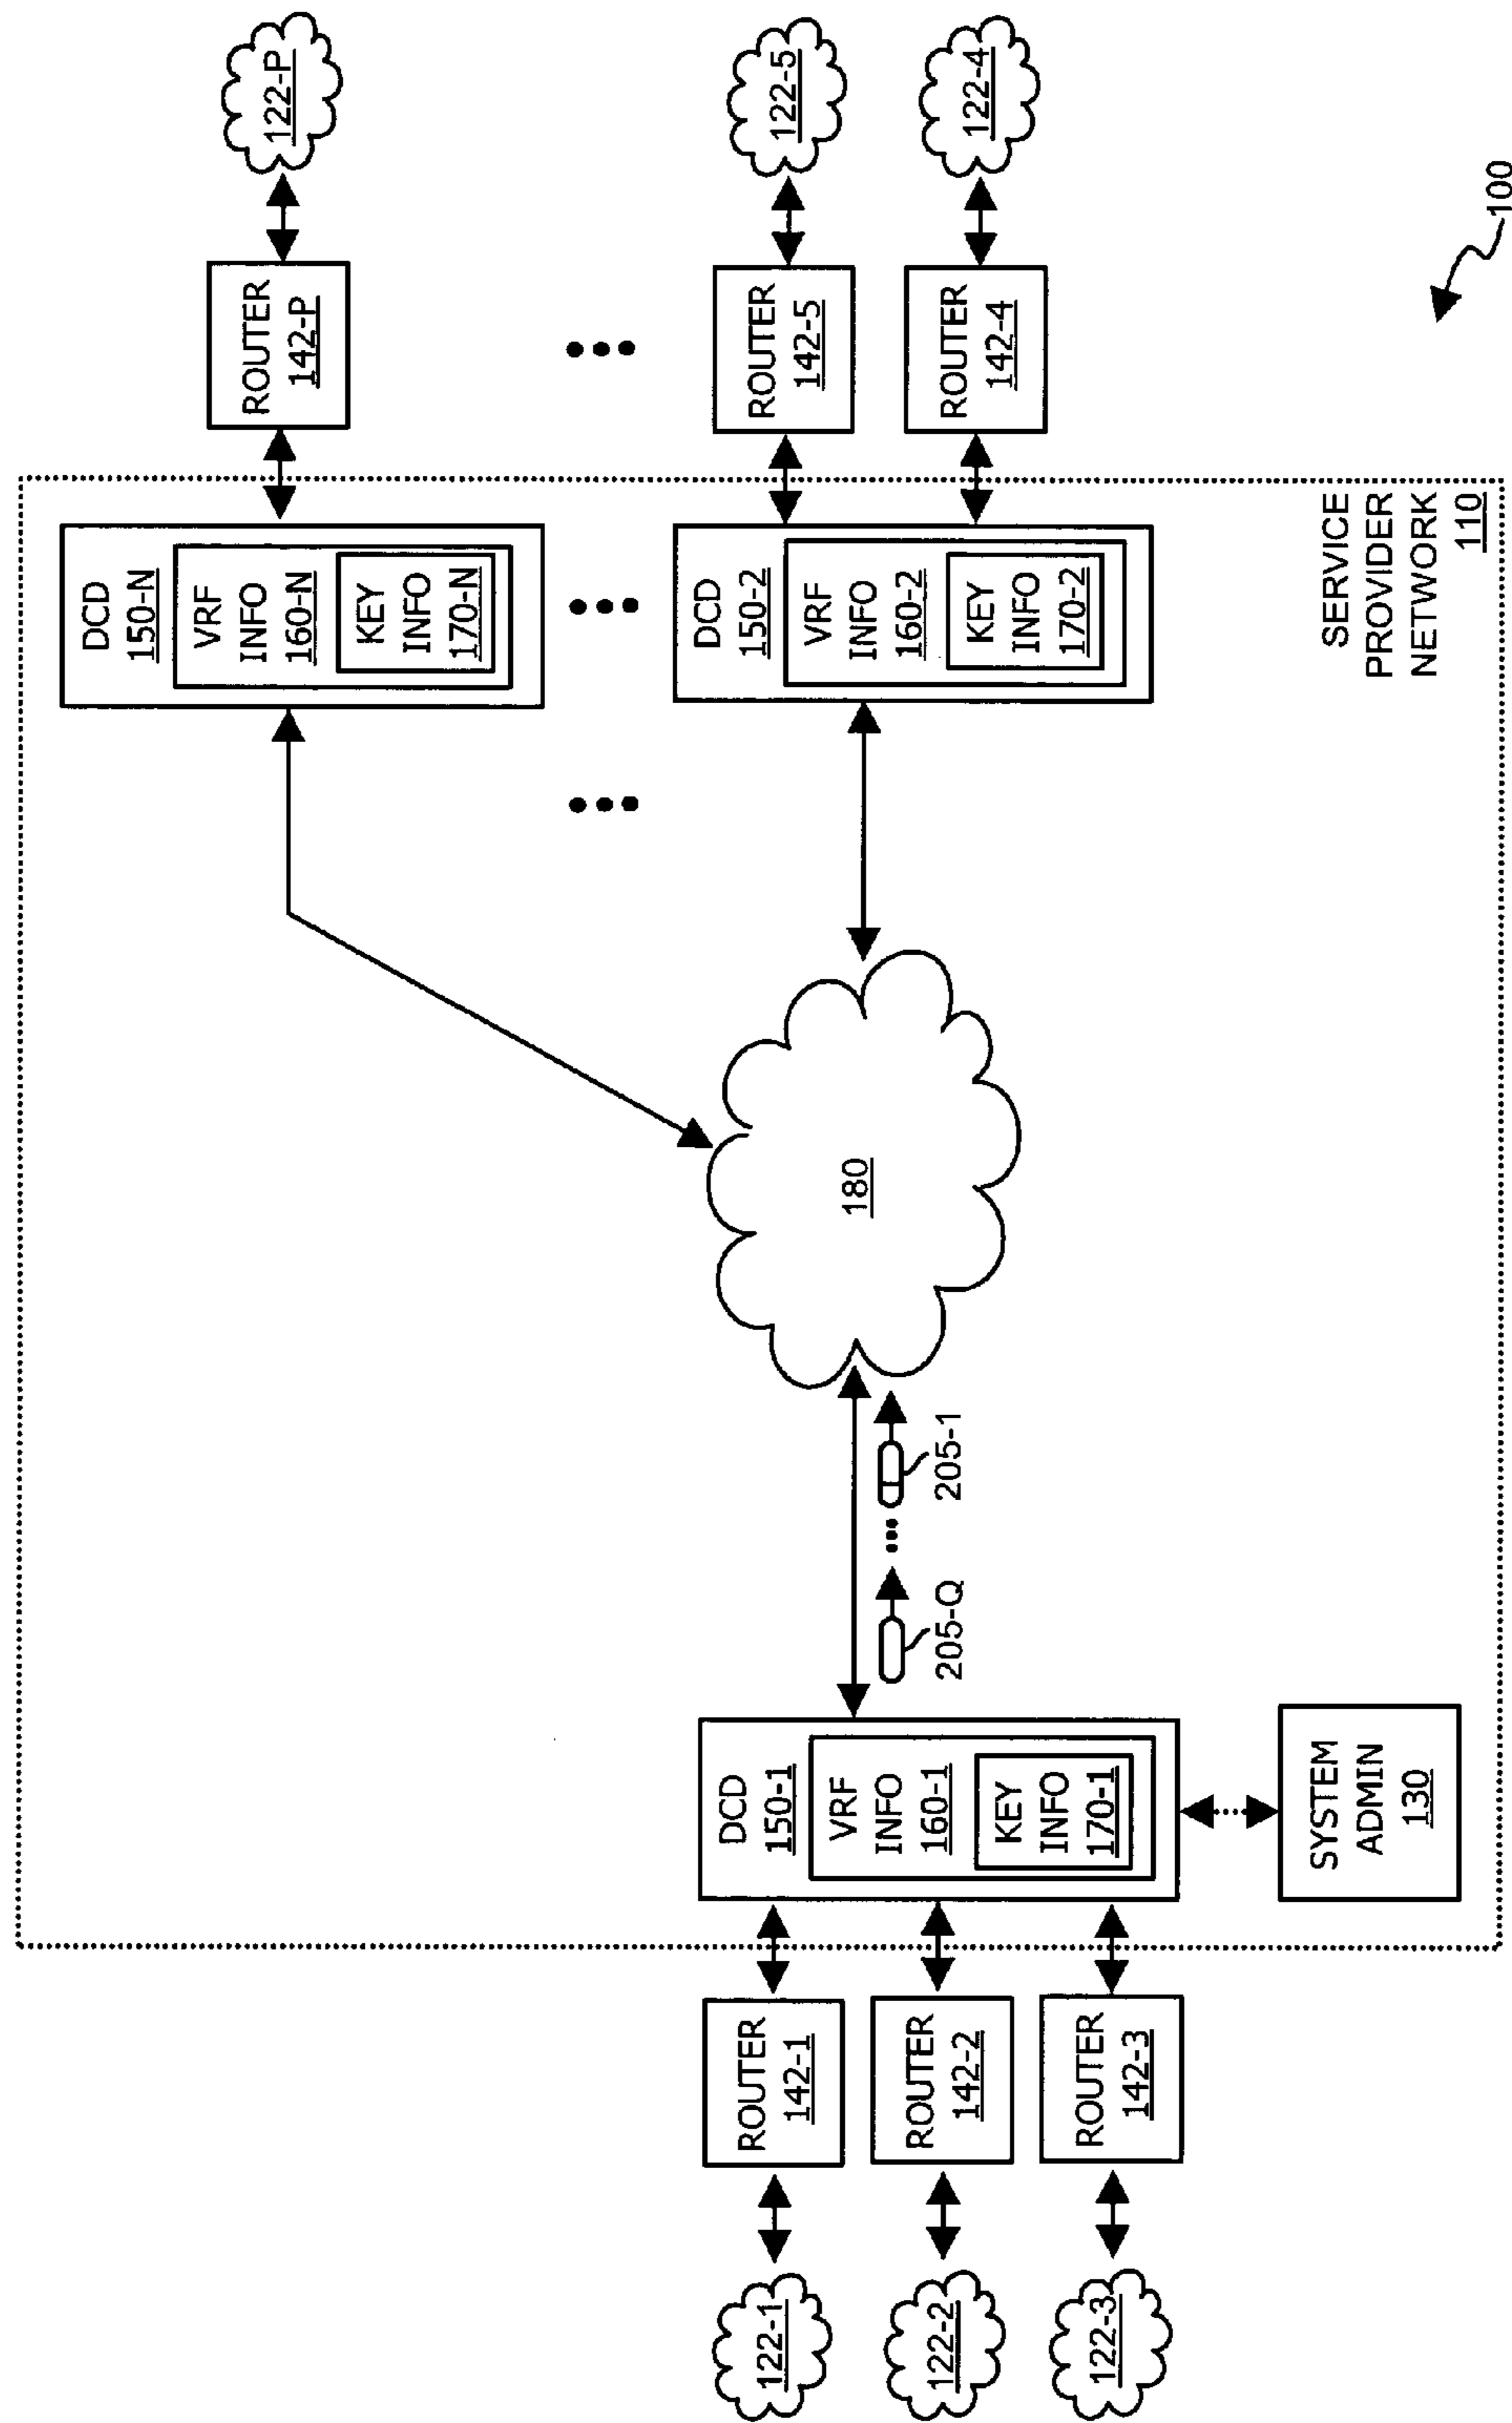 122-1
122-2
122-3
ROUTER
142-1
ROUTER
142-2
ROUTER
142-3
DCD
150-1
VRF
INFO
160-1
KEY
INFO
170-1
SYSTEM
ADMIN
130
205-Q
205-1
180
DCD
150-N
VRF
INFO
160-N
KEY
INFO
170-N
DCD
150-2
VRF
INFO
160-2
KEY
INFO
170-2
SERVICE
PROVIDER
NETWORK
110
ROUTER
142-P
ROUTER
142-5
ROUTER
142-4
122-P
122-5
122-4
100